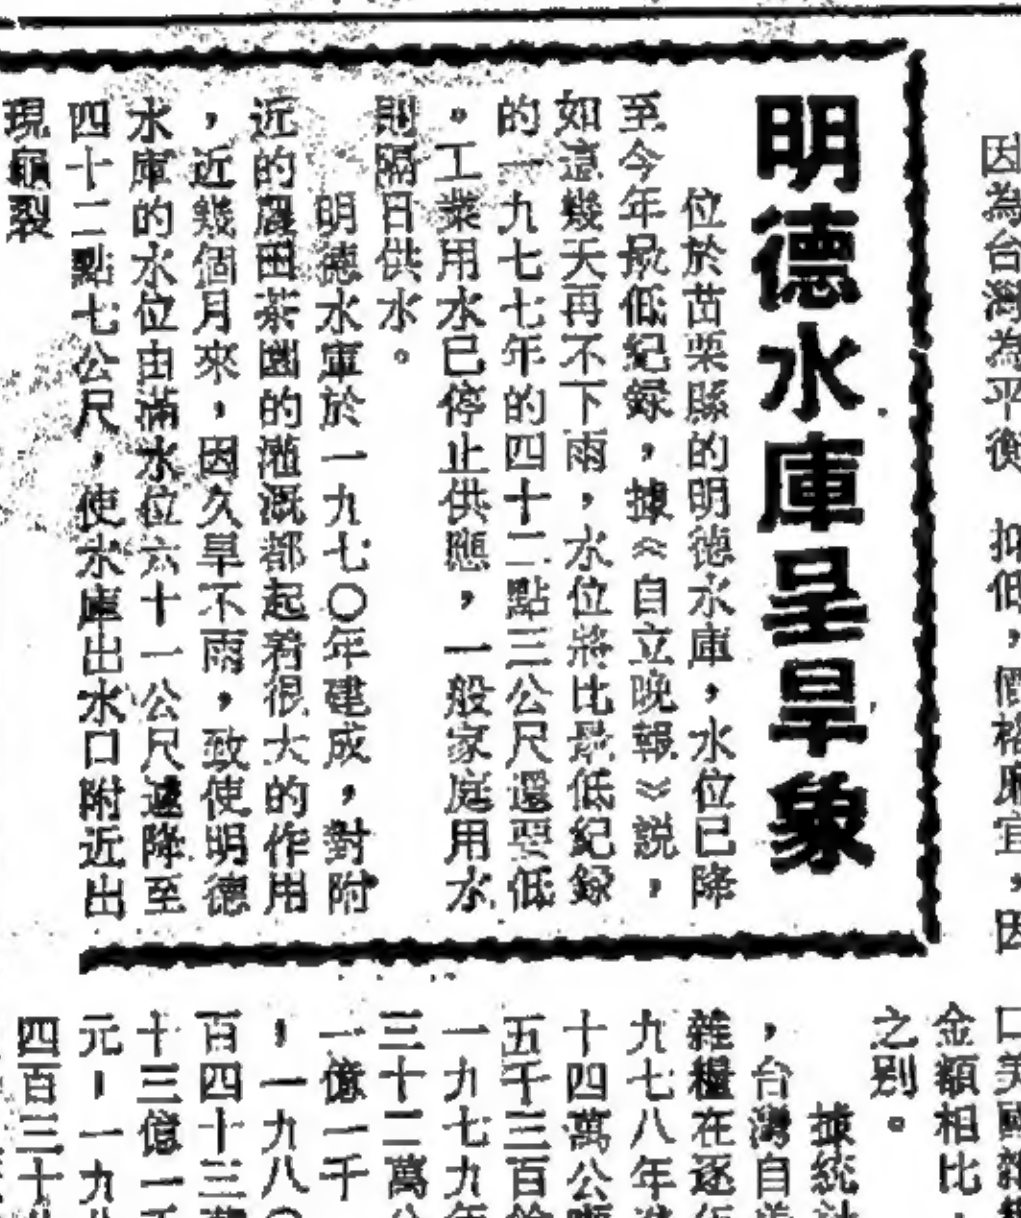 明德水庫呈旱象
位於苗栗縣的明德水庫，水位已降
至今年最低紀錄，據《自立晚報》説，
如這幾天再不下雨，水位將比最低紀錄
的一九七七年的四十二點三公尺還要低
。工業用水已停止供應，一般家庭用水
則隔日供水。
明德水庫於一九七〇年建成，對附
近的農田茶園的灌溉都起着很大的作用
，近幾個月來，因久旱不雨，致使明德
水庫的水位由滿水位六十一公尺遽降至
四十二點七公尺，使水庫出水口附近出
現龜裂
因為台灣為平衡
抑低，價格廉宜，因
口美國雜
金額相比，
之别。
據統計
，台灣自
雜糧在逐
九七八年
十四萬公
五千三百
一九七九年
三十二萬
一億一千
，一九八〇
百四十三
十三億一千
元，一九八
四百三十